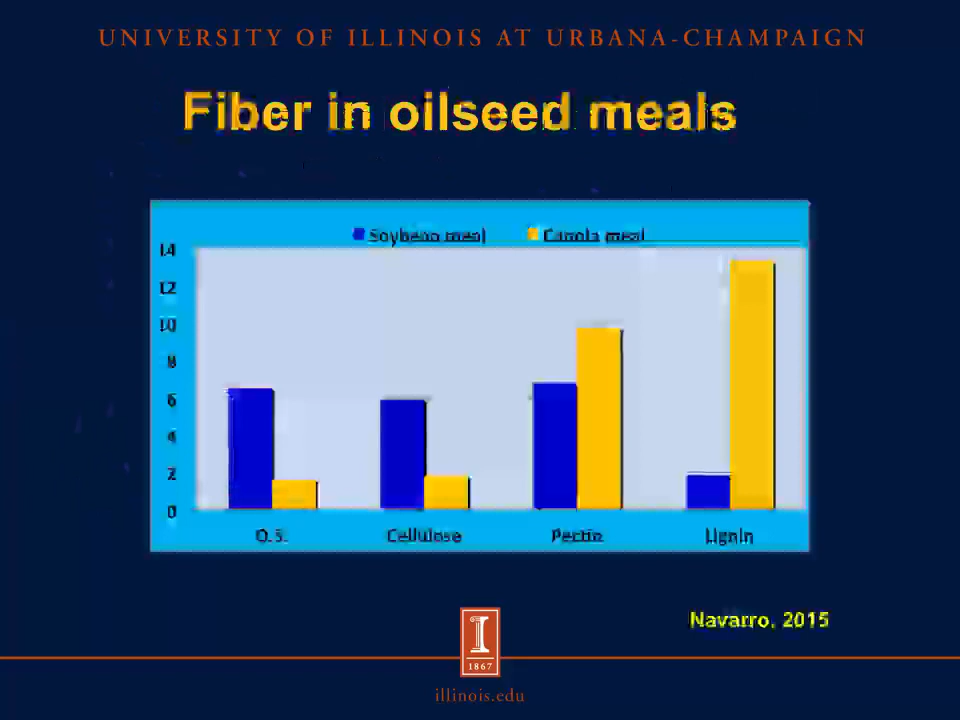 UNIVERSITY OF ILLINOIS AT URBANA-CHAMPAIGN
Fiber in oilseed meals
Soybean meal Canola meal
14
12
10
8
6
4
2
0
O.S. Cellulose Pectin Lignin
Navarro, 2015
I
1867
illinois.edu